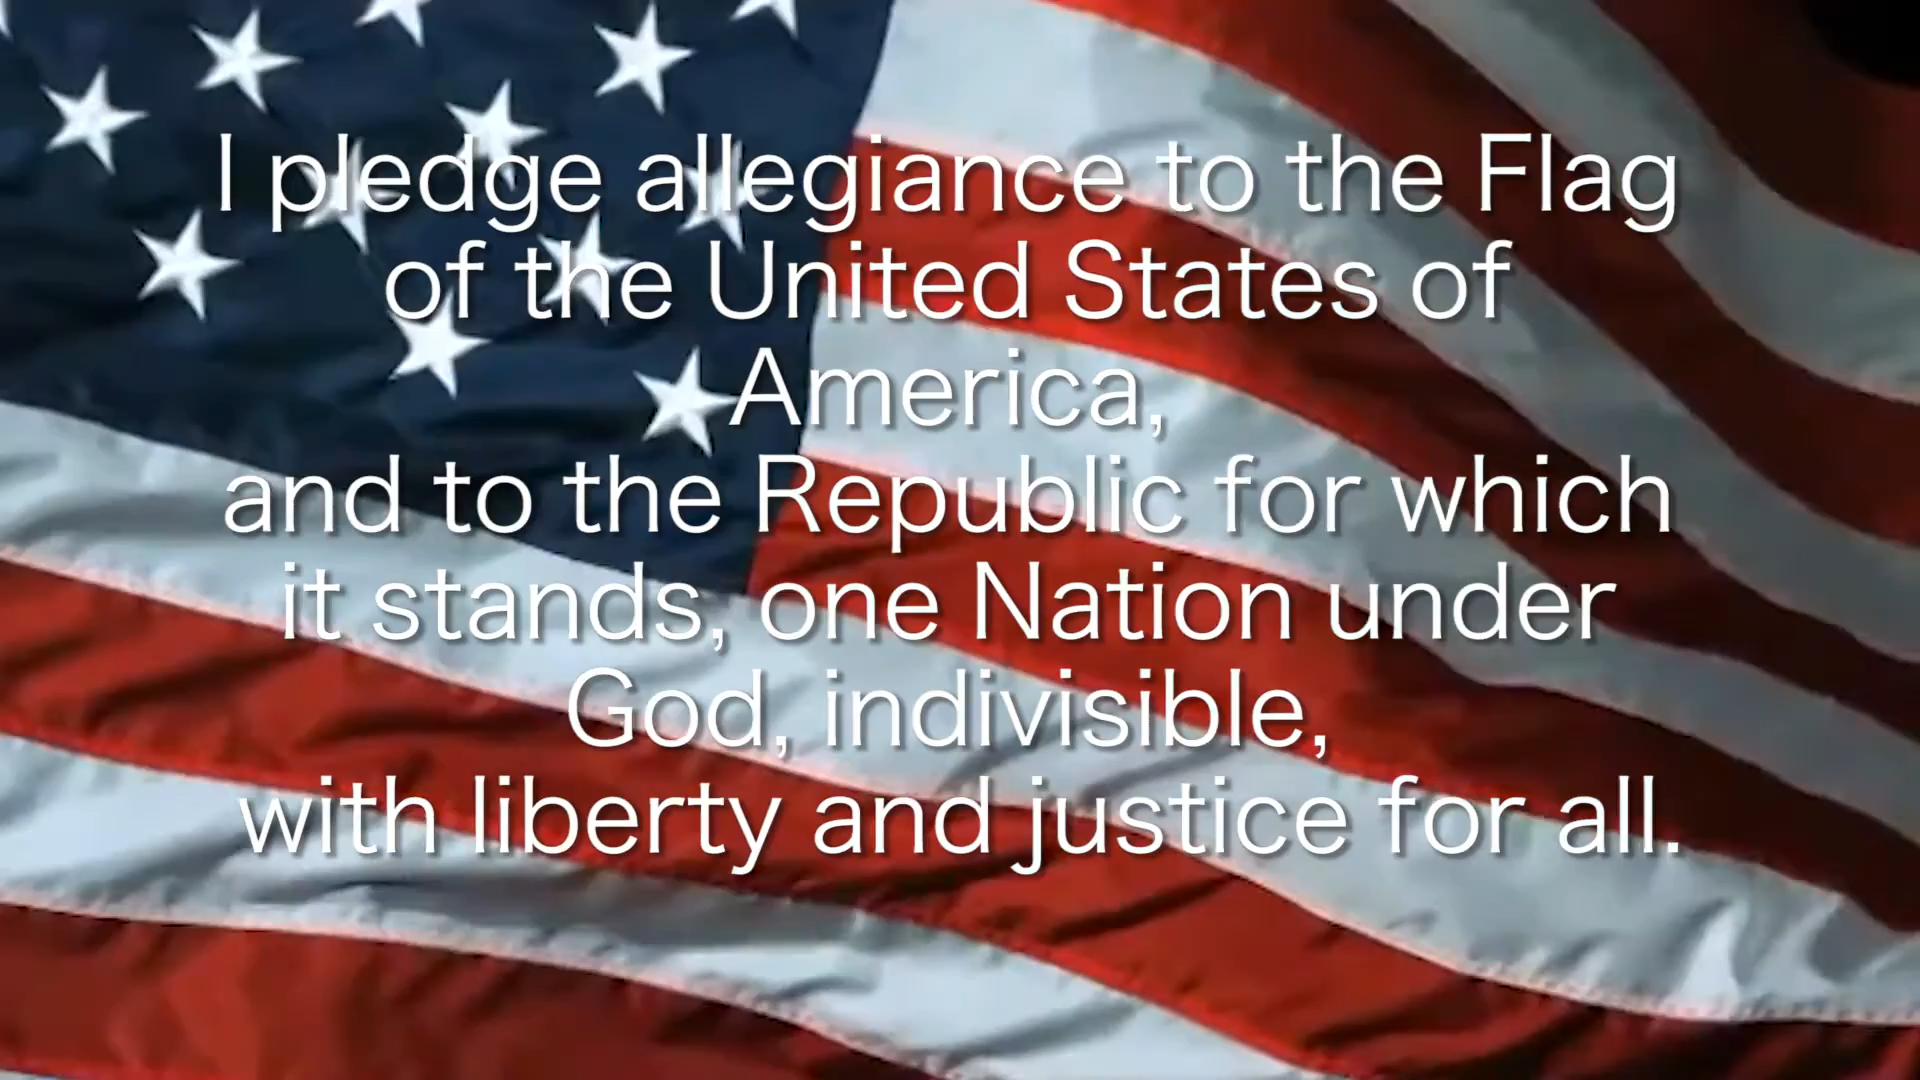 I pledge allegiance to the Flag
of the United States of
America,
and to the Republic for which
it stands, one Nation under
God, indivisible,
with liberty and justice for all.